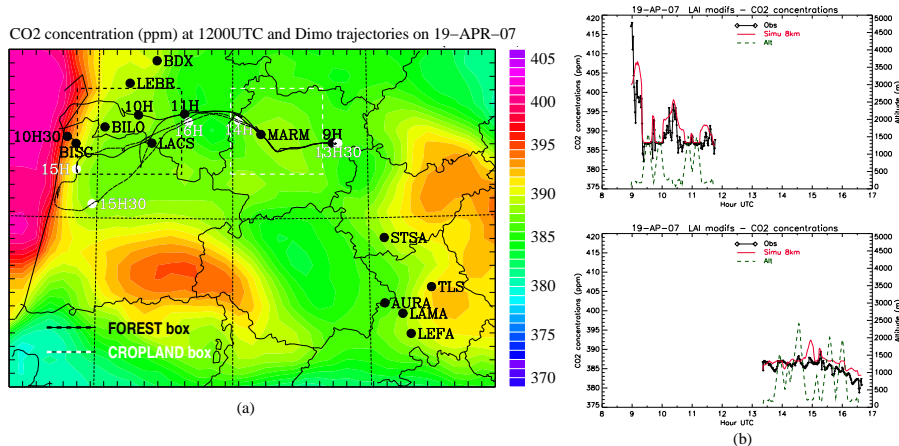 CO2 concentration (ppm) at 1200UTC and Dimo trajectories on 19−APR−07
BDX
LEBR
10H
11H
16H
14H
BILO
MARM
9H
10H30
BISC
LACS
13H30
15H
15H30
STSA
TLS
AURA
LAMA
LEFA
FOREST box
CROPLAND box
405
400
395
390
385
380
375
370
(a)
19−AP−07 LAI modifs − CO2 concentrations
Obs
Simu 8km
Alt
CO2 concentrations (ppm)
420
415
410
405
400
395
390
385
380
375
5000
4500
4000
3500
3000
2500
2000
1500
1000
500
0
Altitude (m)
8 9 10 11 12 13 14 15 16 17
Hour UTC
19−AP−07 LAI modifs − CO2 concentrations
Obs
Simu 8km
Alt
CO2 concentrations (ppm)
420
415
410
405
400
395
390
385
380
375
5000
4500
4000
3500
3000
2500
2000
1500
1000
500
0
Altitude (m)
8 9 10 11 12 13 14 15 16 17
Hour UTC
(b)